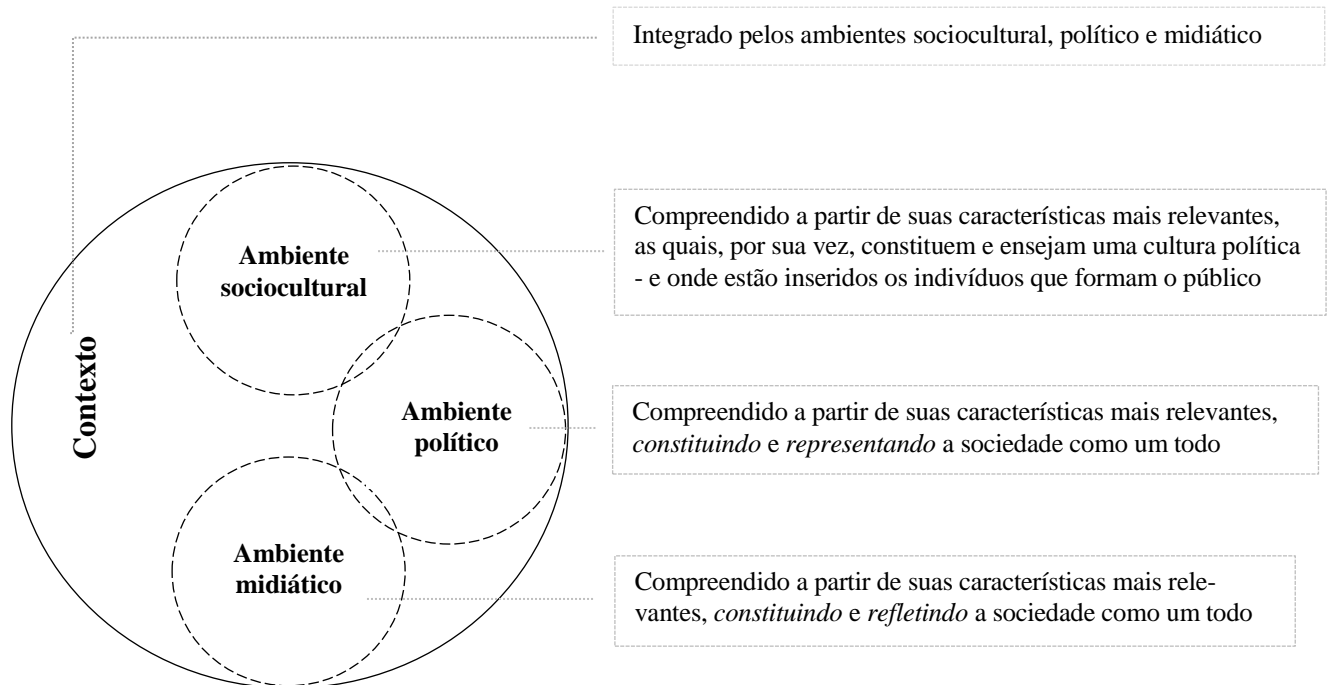 Integrado pelos ambientes sociocultural, político e midiático
Compreendido a partir de suas características mais relevantes,
as quais, por sua vez, constituem e ensejam uma cultura política
- e onde estão inseridos os indivíduos que formam o público
Ambiente
sociocultural
Contexto
Ambiente
político
Compreendido a partir de suas características mais relevantes,
constituindo e representando a sociedade como um todo
Ambiente
midiático
Compreendido a partir de suas características mais rele-
vantes, constituindo e refletindo a sociedade como um todo